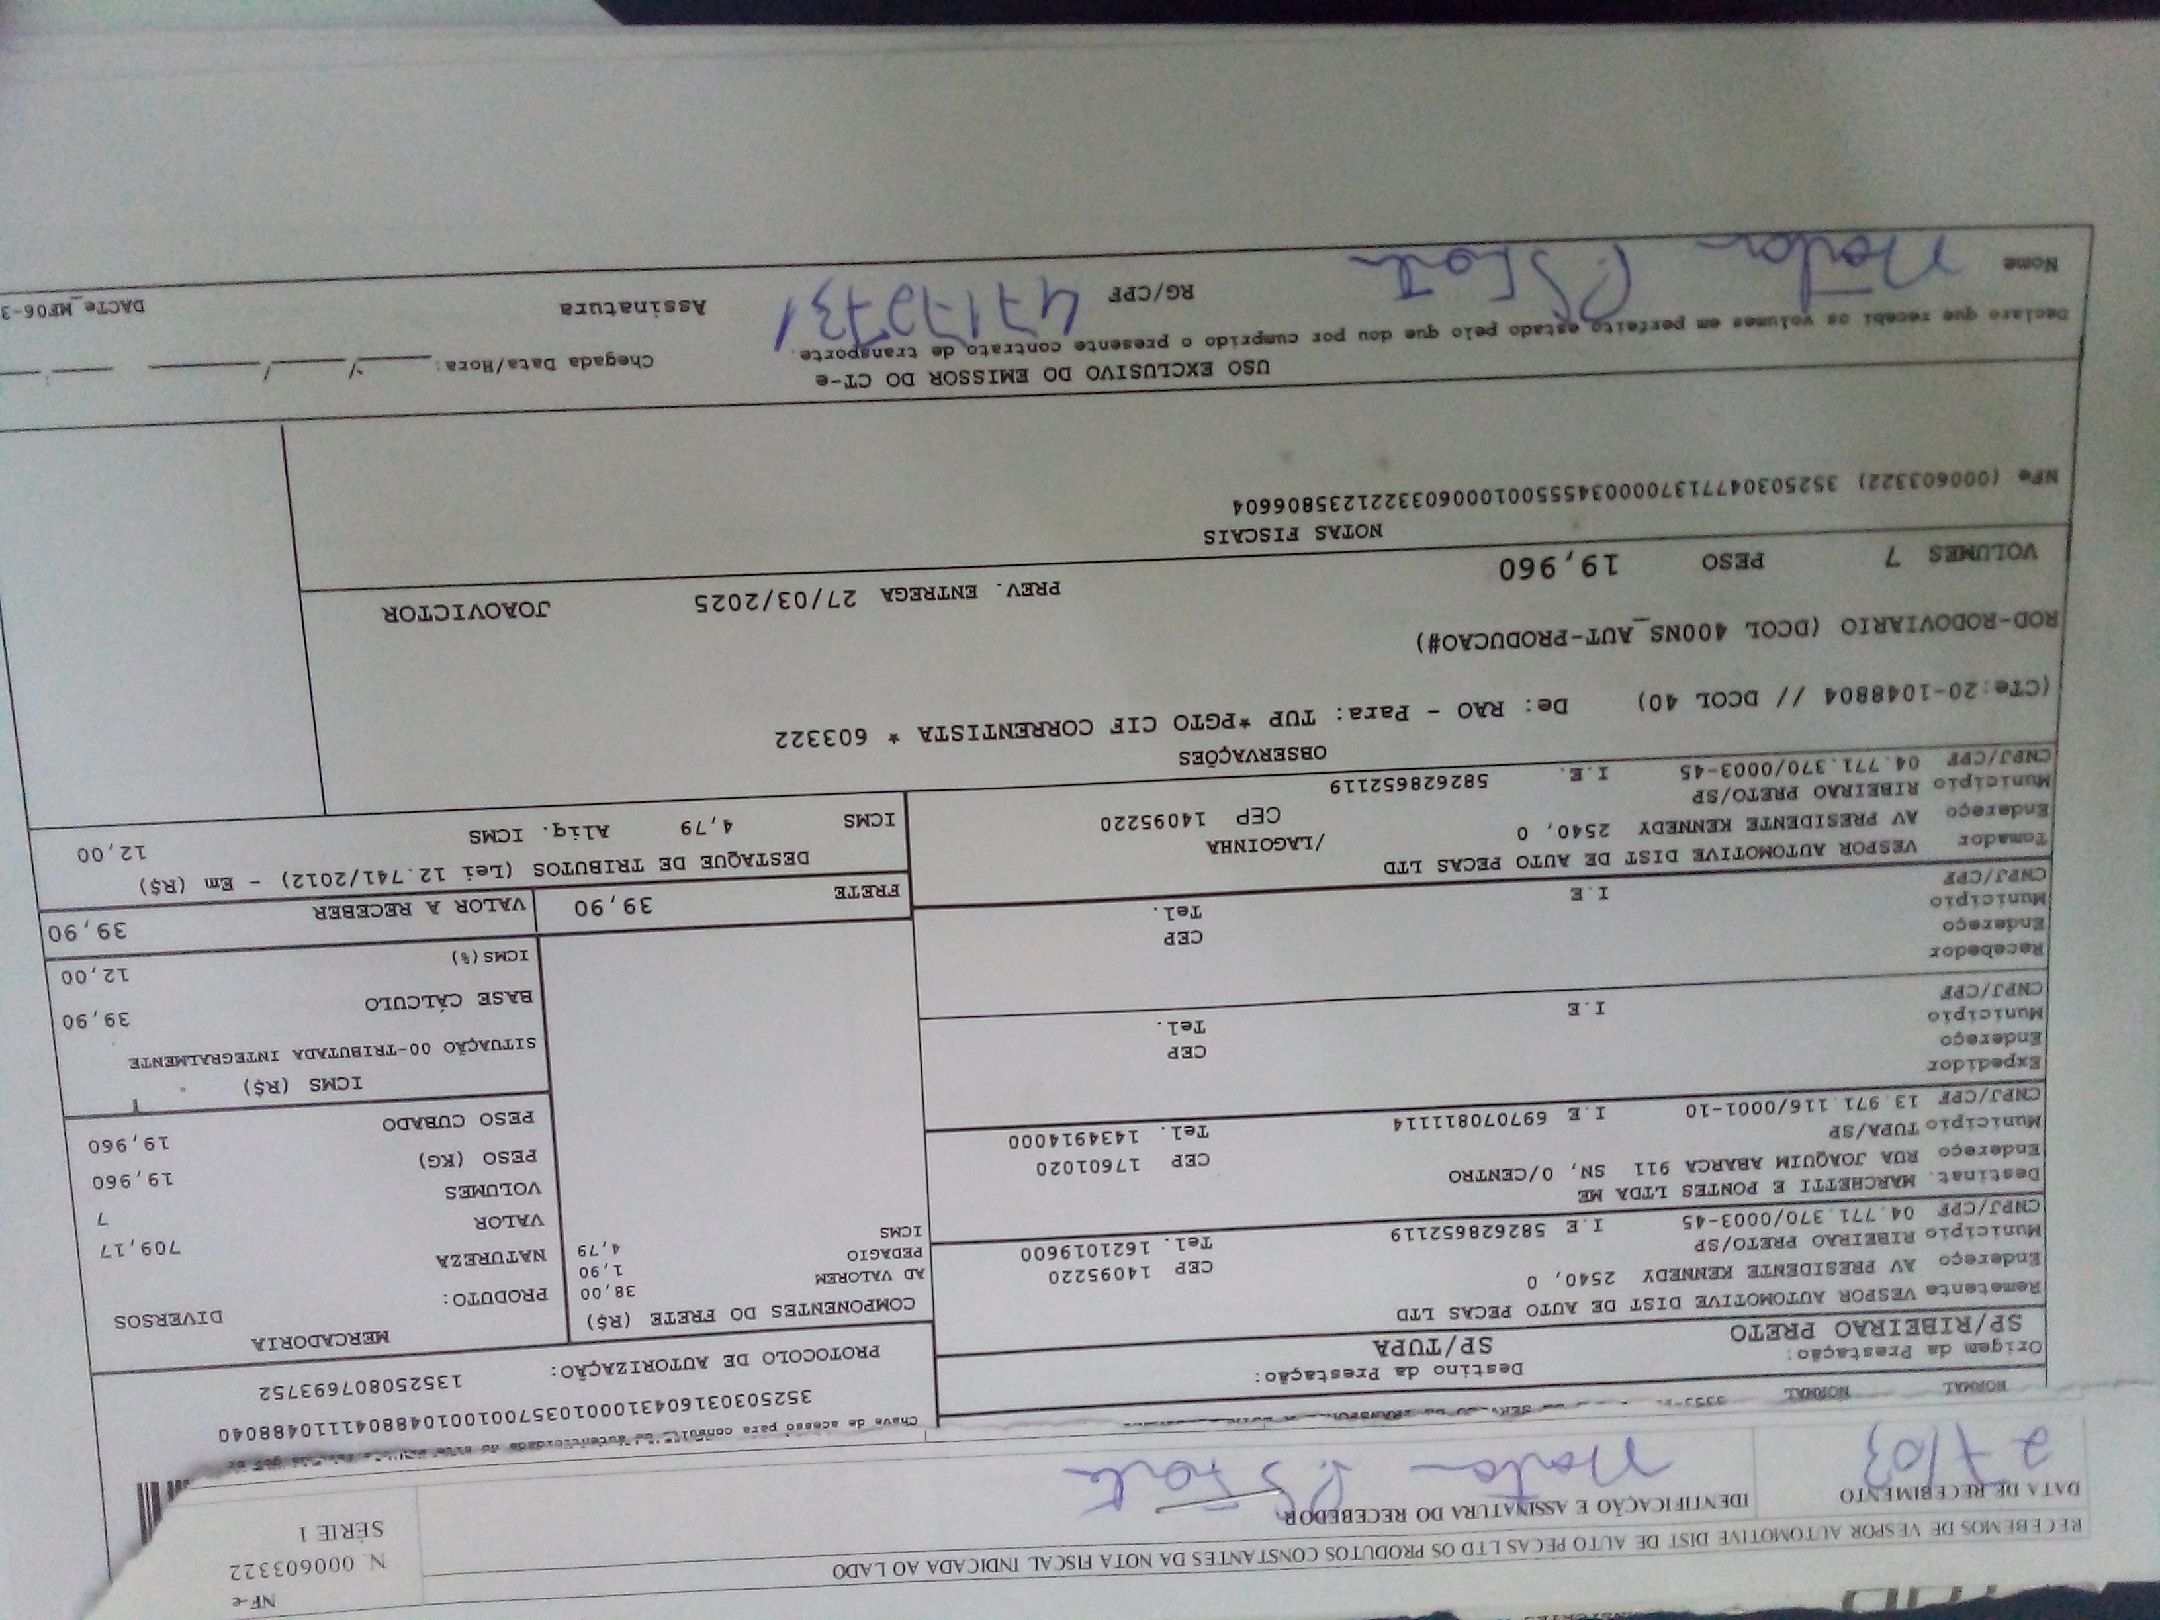 NF-e
N. 000603322
SÉRIE 1
RECEBEMOS DE VESPOR AUTOMOTIVE DIST DE AUTO PECAS LTD OS PRODUTOS CONSTANTES DA NOTA FISCAL INDICADA AO LADO
DATA DE RECEBIMENTO
IDENTIFICAÇÃO E ASSINATURA DO RECEBEDOR
27/03
NORMAL NORMAL
Chave de acesso para
35250303160431000103570010010488041110488040
PROTOCOLO DE AUTORIZAÇÃO: 135250807693752
Origem da Prestação: Destino da Prestação:
SP/RIBEIRAO PRETO SP/TUPA
Remetente VESPOR AUTOMOTIVE DIST DE AUTO PECAS LTD
Endereço AV PRESIDENTE KENNEDY 2540, 0 CEP 14095220
Município RIBEIRAO PRETO/SP Tel. 1621019600
CNPJ/CPF 04.771.370/0003-45 I.E 582628652119
Destinat. MARCHETTI E PONTES LTDA ME
Endereço RUA JOAQUIM ABARCA 911 SN, 0/CENTRO CEP 17601020
Município TUPA/SP Tel. 1434914000
CNPJ/CPF 13.971.116/0001-10 I.E 697070811114
Expedidor
Endereço CEP
Município Tel.
CNPJ/CPF I.E
Recebedor
Endereço CEP
Município Tel.
CNPJ/CPF I.E
Tomador VESPOR AUTOMOTIVE DIST DE AUTO PECAS LTD
Endereço AV PRESIDENTE KENNEDY 2540, 0 /LAGOINHA
Município RIBEIRAO PRETO/SP CEP 14095220
CNPJ/CPF 04.771.370/0003-45 I.E. 582628652119
COMPONENTES DO FRETE (R$)
AD VALOREM 38,00
PEDAGIO 1,90
ICMS 4,79
FRETE 39,90
MERCADORIA
PRODUTO: DIVERSOS
NATUREZA
VALOR 709,17
VOLUMES 7
PESO (KG) 19,960
PESO CUBADO 19,960
ICMS (R$)
SITUAÇÃO 00-TRIBUTADA INTEGRALMENTE
BASE CÁLCULO 39,90
ICMS(%) 12,00
VALOR A RECEBER 39,90
DESTAQUE DE TRIBUTOS (Lei 12.741/2012) - Em (R$)
ICMS 4,79 Aliq. ICMS 12,00
OBSERVAÇÕES
(CTe:20-1048804 // DCOL 40) De: RAO - Para: TUP *PGTO CIF CORRENTISTA * 603322
ROD-RODOVIARIO (DCOL 400NS_AUT-PRODUCAO#)
VOLUMES 7 PESO 19,960 PREV. ENTREGA 27/03/2025 JOAOVICTOR
NOTAS FISCAIS
NFe (000603322) 35250304771370000345550010006033221235806604
USO EXCLUSIVO DO EMISSOR DO CT-e
Declaro que recebi os volumes em perfeito estado pelo que dou por cumprido o presente contrato de transporte.
Chegada Data/Hora: / / :
Nome RG/CPF Assinatura
DACTe_MF06-3